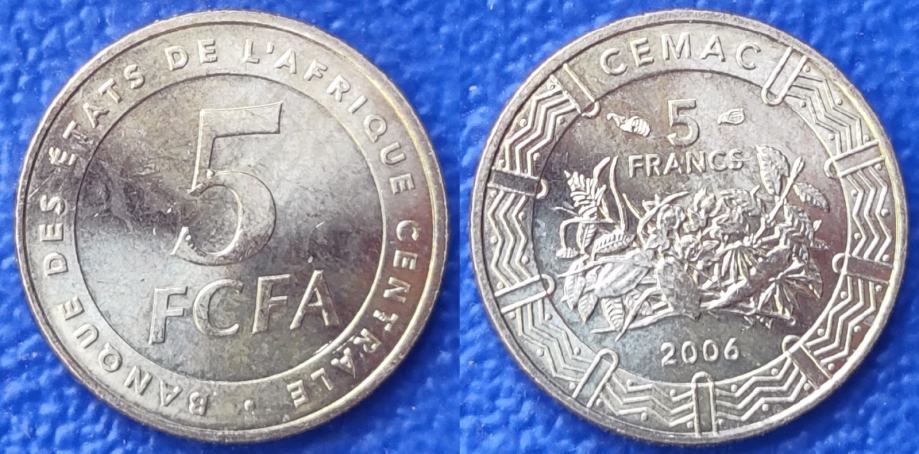 BANQUE DES ÉTATS DE L'AFRIQUE CENTRALE •
5
FCFA
CEMAC
5
FRANCS
2006